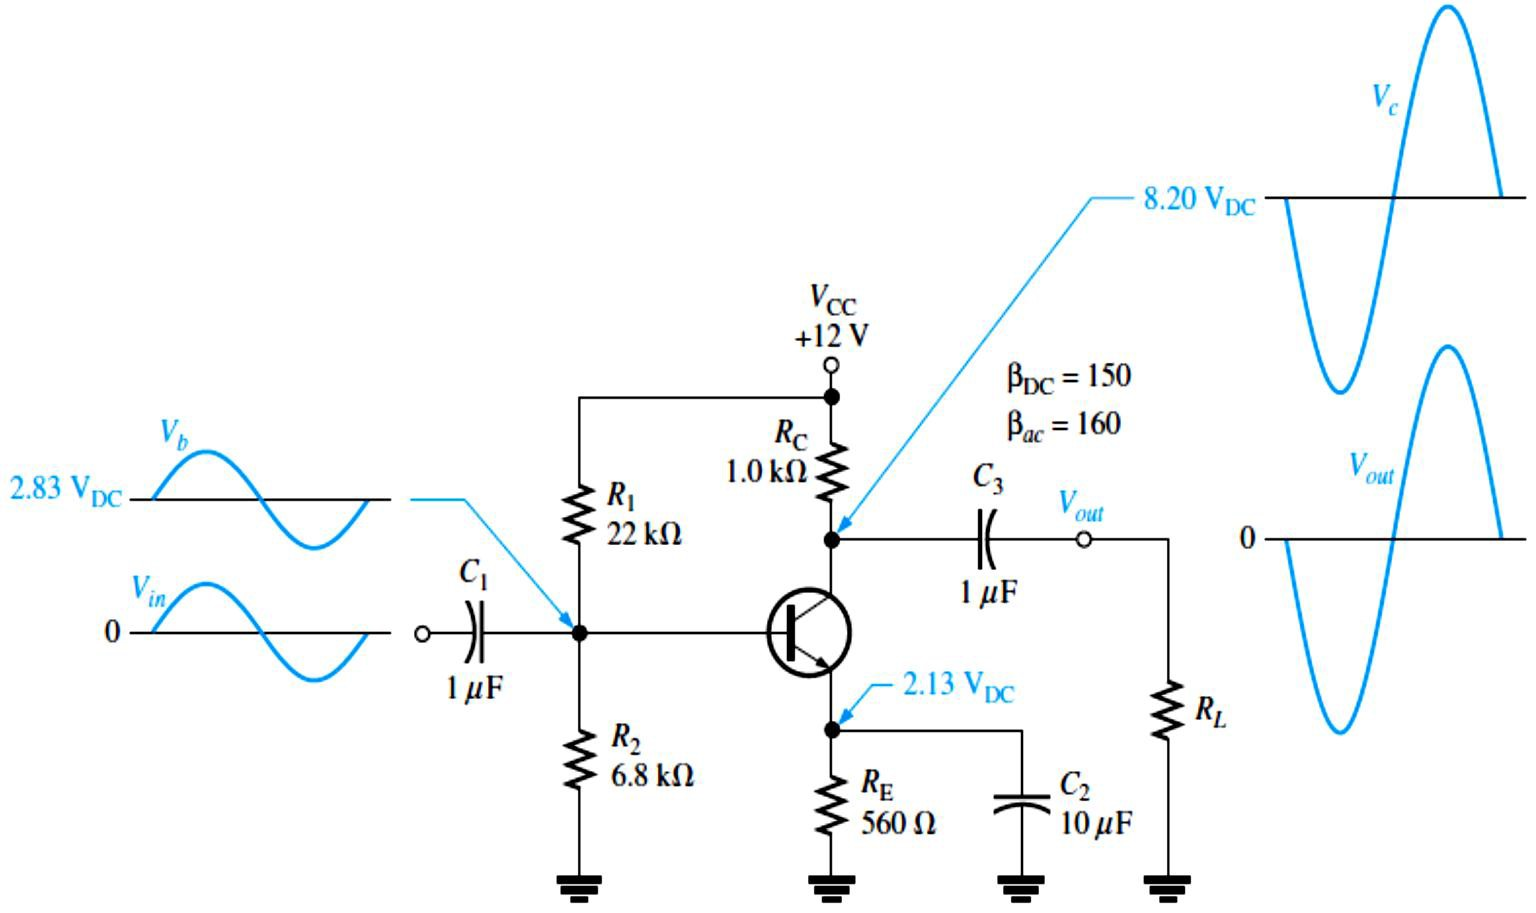 V_c
8.20 V_DC
V_CC
+12 V
β_DC = 150
β_ac = 160
V_b
R_C
1.0 kΩ
2.83 V_DC
R_1
22 kΩ
C_3
V_out
1 μF
V_out
0
C_1
V_in
0
1 μF
2.13 V_DC
R_2
6.8 kΩ
R_E
560 Ω
C_2
10 μF
R_L